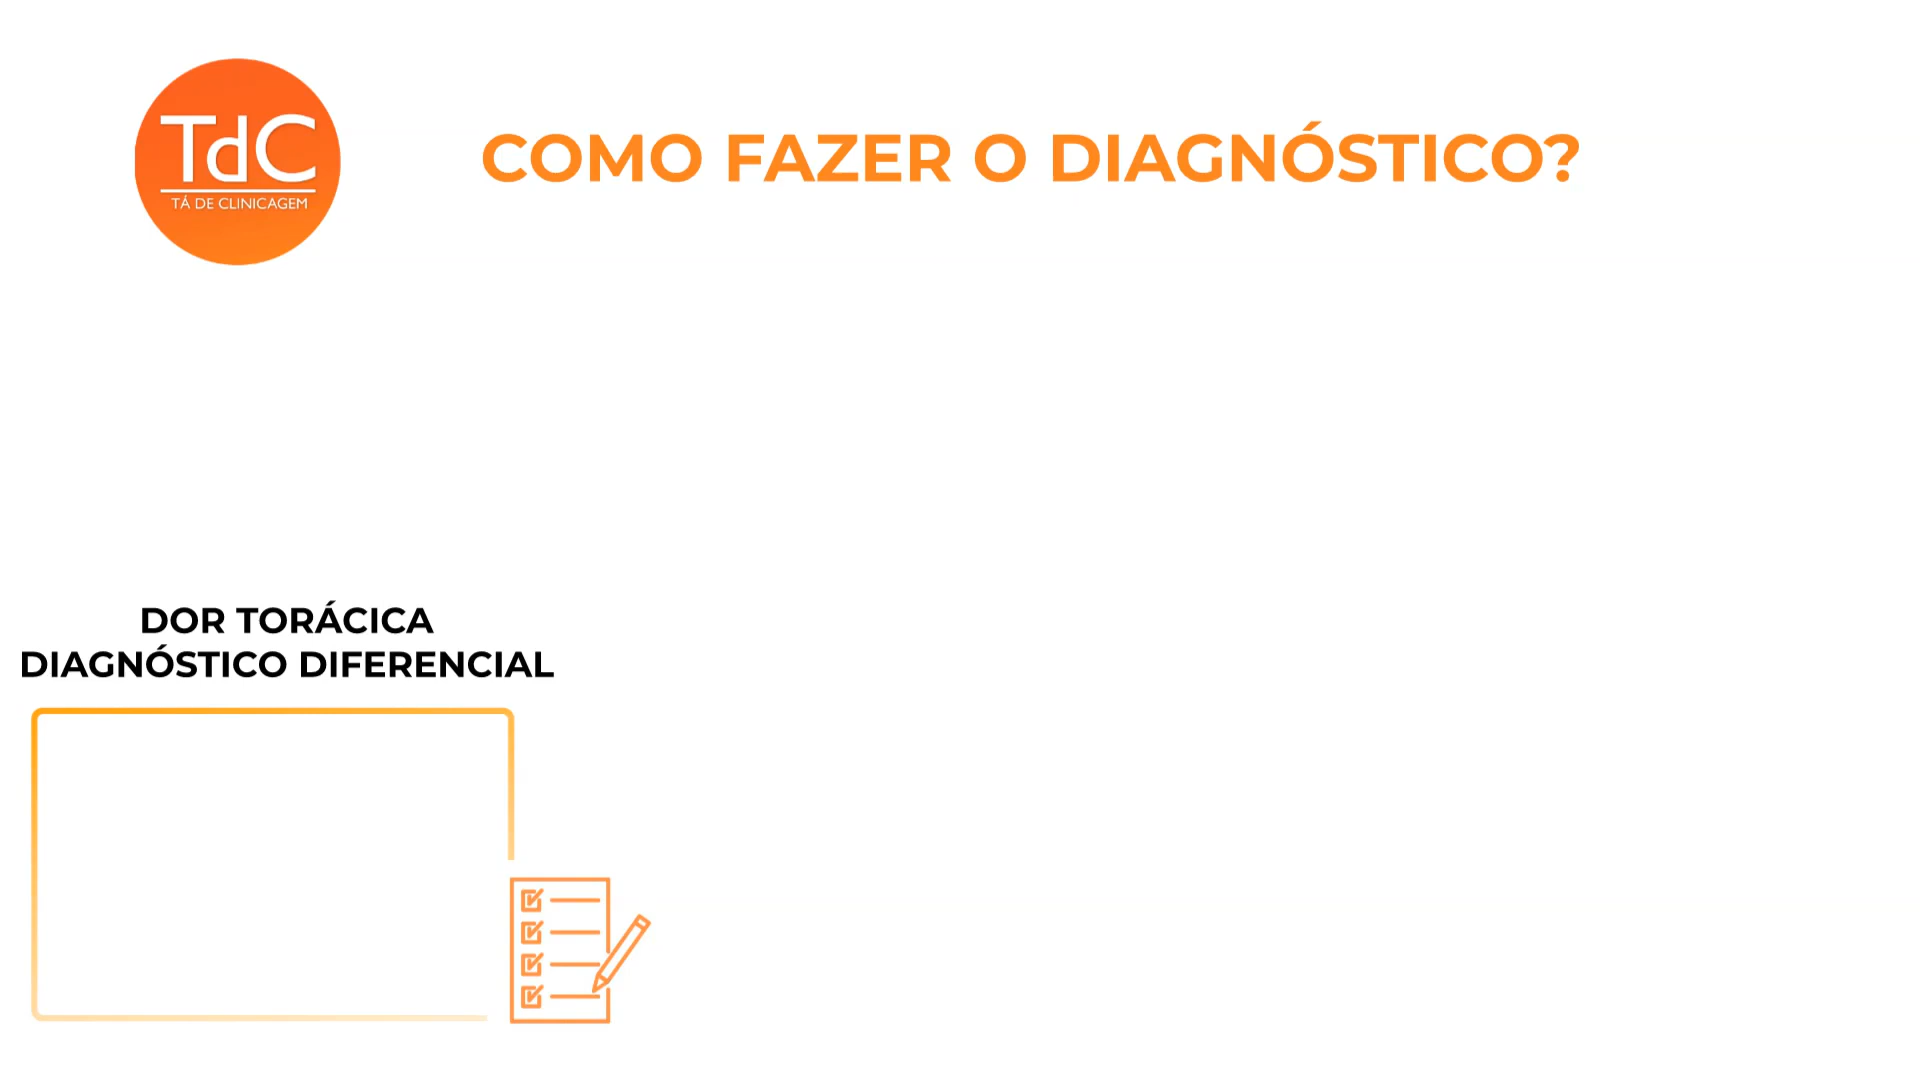 TdC
TÁ DE CLINICAGEM
COMO FAZER O DIAGNÓSTICO?
DOR TORÁCICA
DIAGNÓSTICO DIFERENCIAL